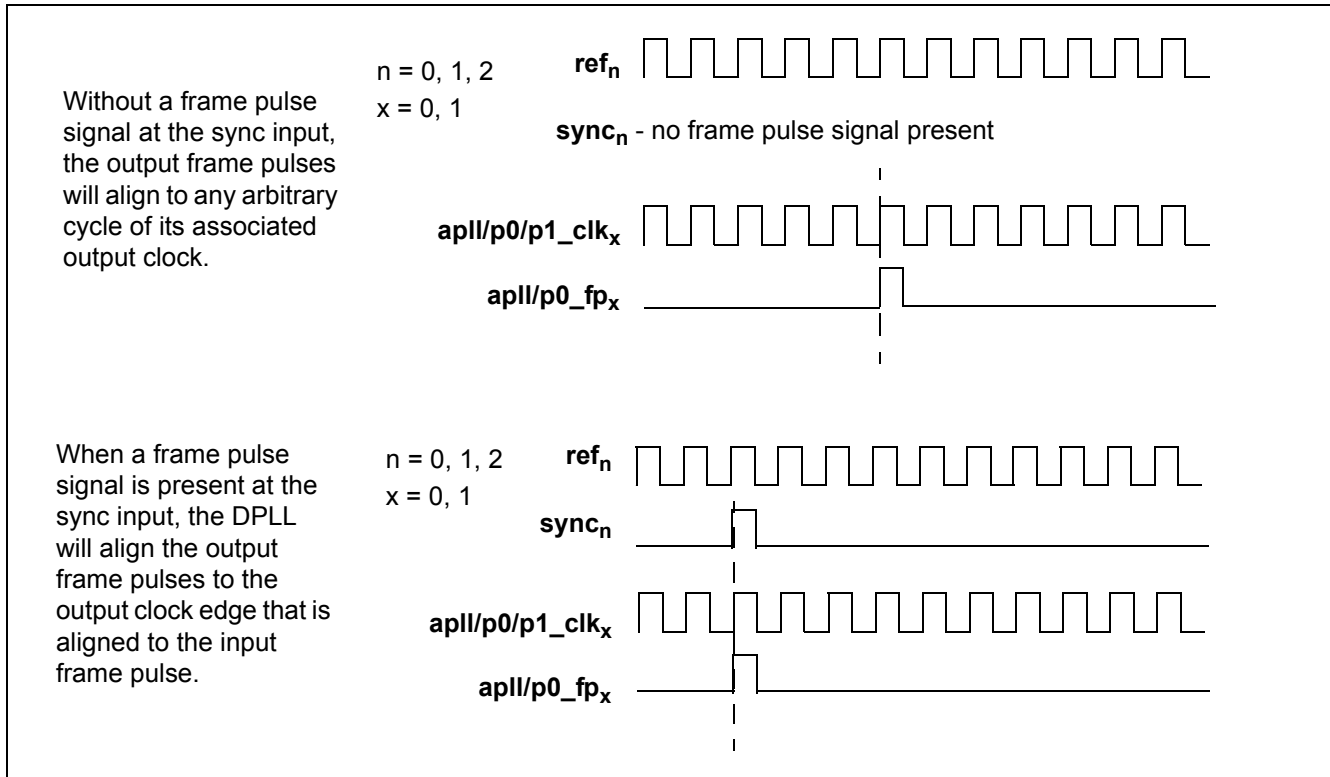 Without a frame pulse
signal at the sync input,
the output frame pulses
will align to any arbitrary
cycle of its associated
output clock.
n = 0, 1, 2
x = 0, 1
refn
syncn - no frame pulse signal present
apll/p0/p1_clkx
apll/p0_fpx
When a frame pulse
signal is present at the
sync input, the DPLL
will align the output
frame pulses to the
output clock edge that is
aligned to the input
frame pulse.
n = 0, 1, 2
x = 0, 1
refn
syncn
apll/p0/p1_clkx
apll/p0_fpx